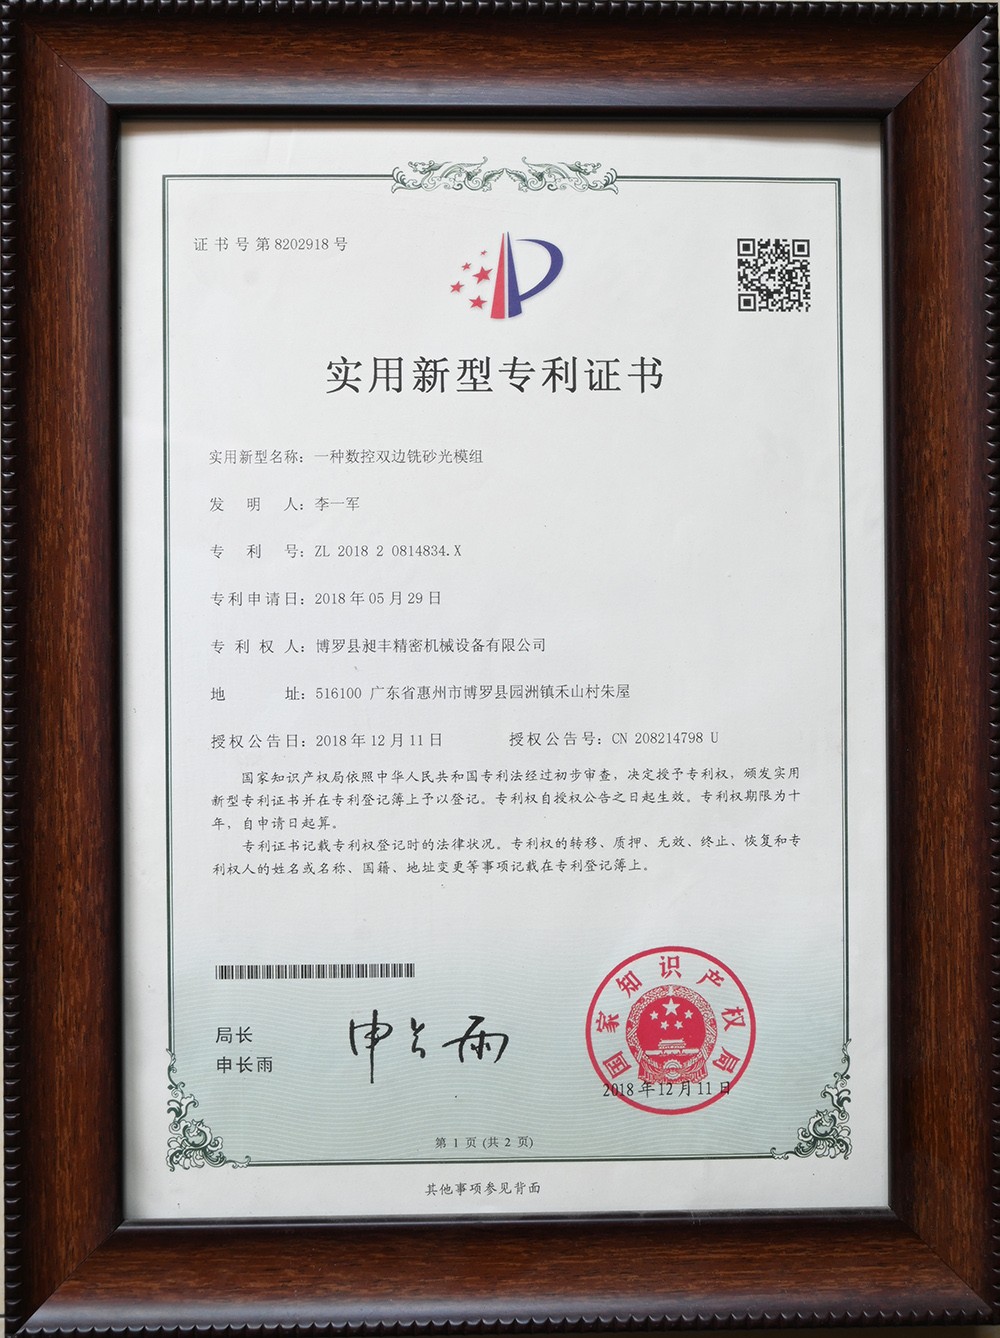 证书号第8202918号
实用新型专利证书
实用新型名称：一种数控双边铣砂光模组
发明人：李一军
专利号：ZL 2018 2 0814834.X
专利申请日：2018年05月29日
专利权人：博罗县昶丰精密机械设备有限公司
地址：516100 广东省惠州市博罗县园洲镇禾山村朱屋
授权公告日：2018年12月11日 授权公告号：CN 208214798 U
国家知识产权局依照中华人民共和国专利法经过初步审查，决定授予专利权，颁发实用
新型专利证书并在专利登记簿上予以登记。专利权自授权公告之日起生效。专利权期限为十
年，自申请日起算。
专利证书记载专利权登记时的法律状况。专利权的转移、质押、无效、终止、恢复和专
利权人的姓名或名称、国籍、地址变更等事项记载在专利登记簿上。
局长
申长雨
申长雨
国家知识产权局
2018年12月11日
第1页(共2页)
其他事项参见背面